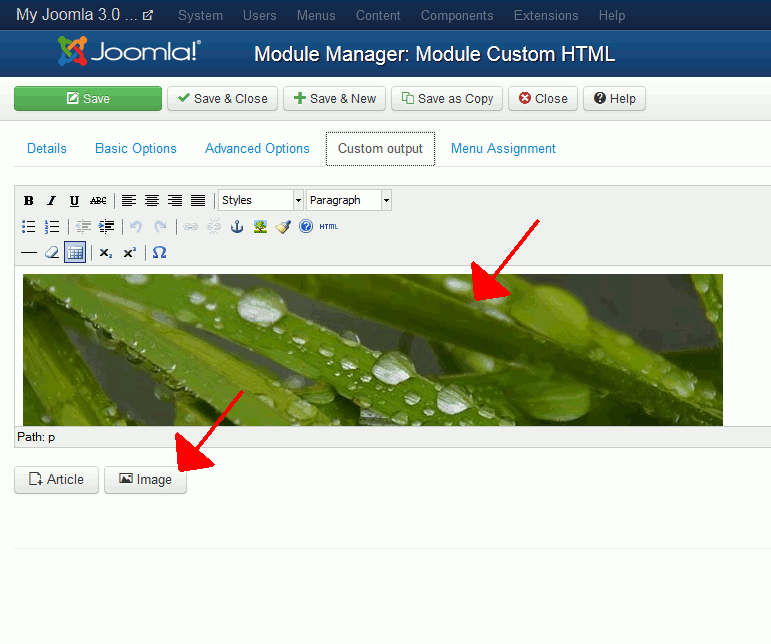 My Joomla 3.0 ... System Users Menus Content Components Extensions Help
Joomla!® Module Manager: Module Custom HTML
Save Save & Close Save & New Save as Copy Close Help
Details Basic Options Advanced Options Custom output Menu Assignment
B I U ABC Styles Paragraph
HTML
x₂ x² Ω
Path: p
Article Image